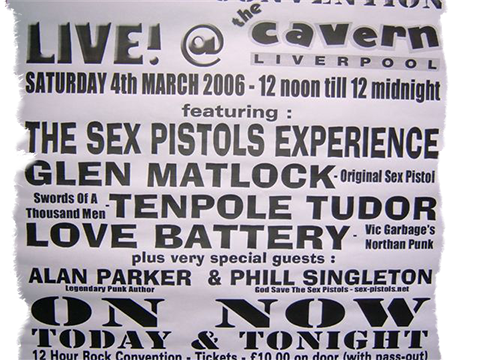 CONVENTION
LIVE! @ the cavern
LIVERPOOL
SATURDAY 4th MARCH 2006 - 12 noon till 12 midnight
featuring :
THE SEX PISTOLS EXPERIENCE
GLEN MATLOCK - Original Sex Pistol
Swords Of A Thousand Men - TENPOLE TUDOR
LOVE BATTERY - Vic Garbage's Northan Punk
plus very special guests :
ALAN PARKER & PHILL SINGLETON
Legendary Punk Author God Save The Sex Pistols - sex-pistols.net
ON NOW
TODAY & TONIGHT
12 Hour Rock Convention - Tickets - £10.00 on door (with pass-out)